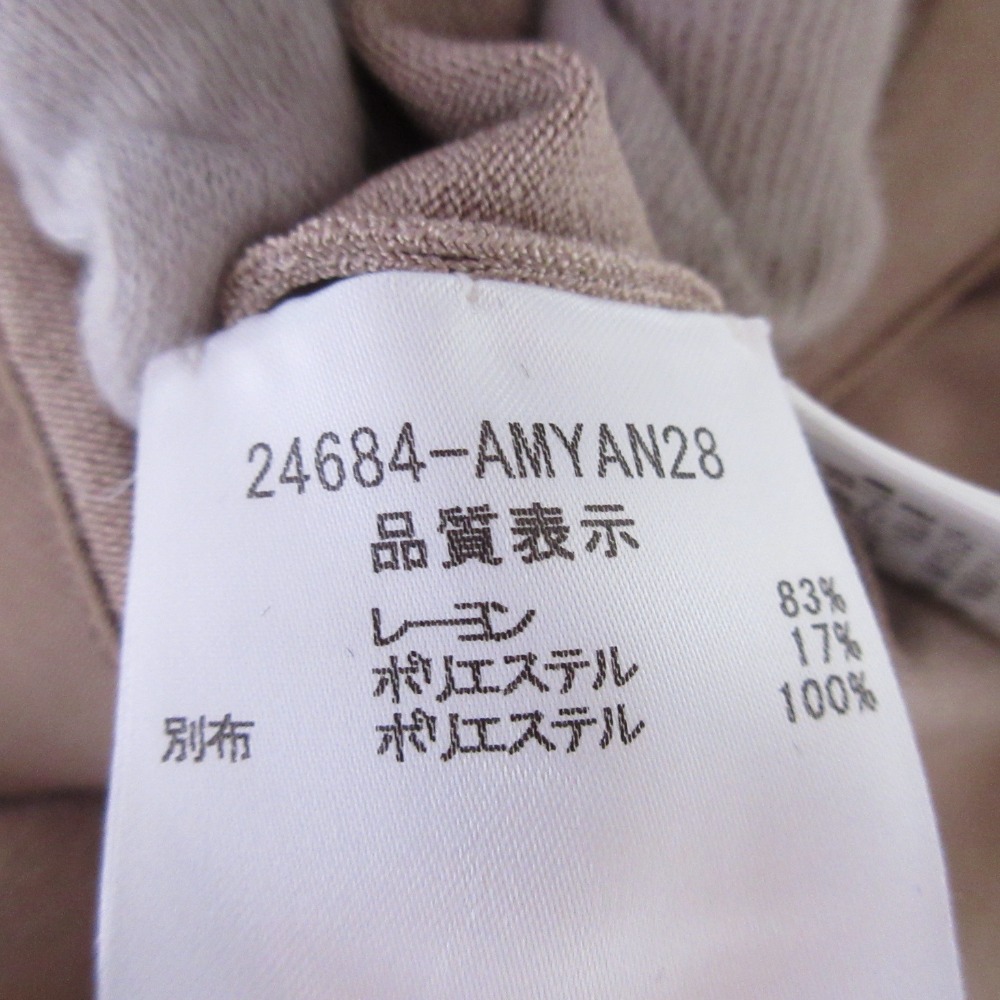 24684-AMYAN28
品質表示
レーヨン 83%
ポリエステル 17%
別布 ポリエステル 100%